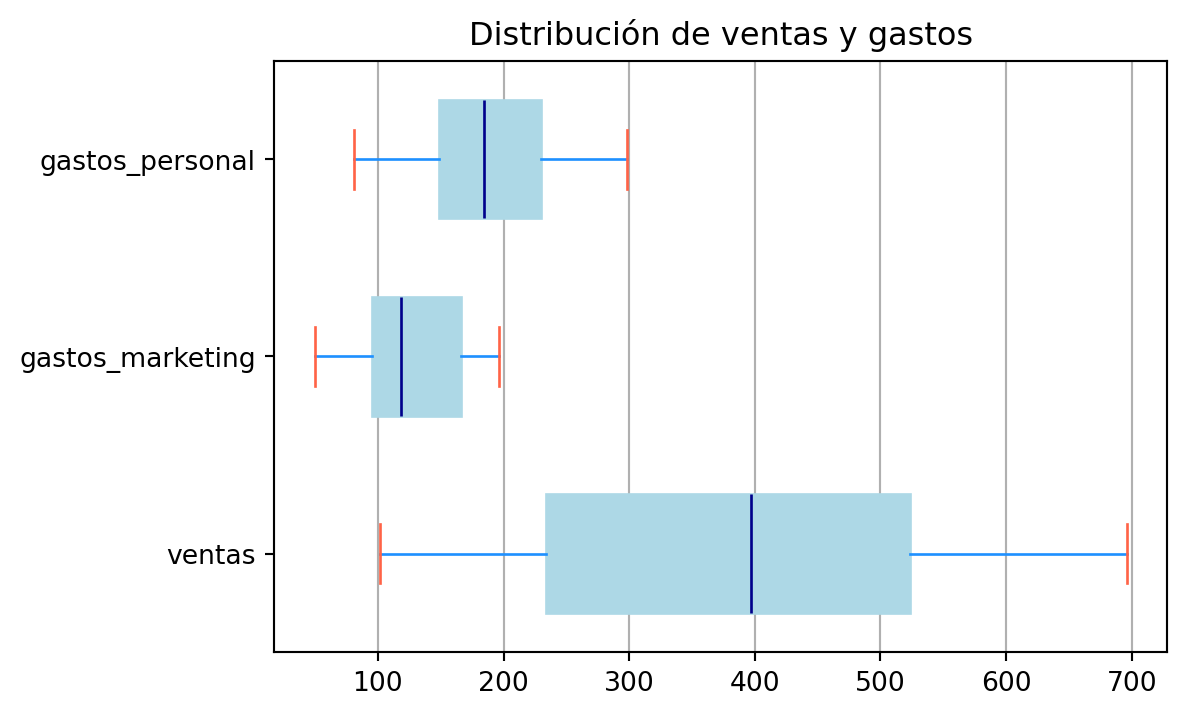 Distribución de ventas y gastos
gastos_personal
gastos_marketing
ventas
100 200 300 400 500 600 700